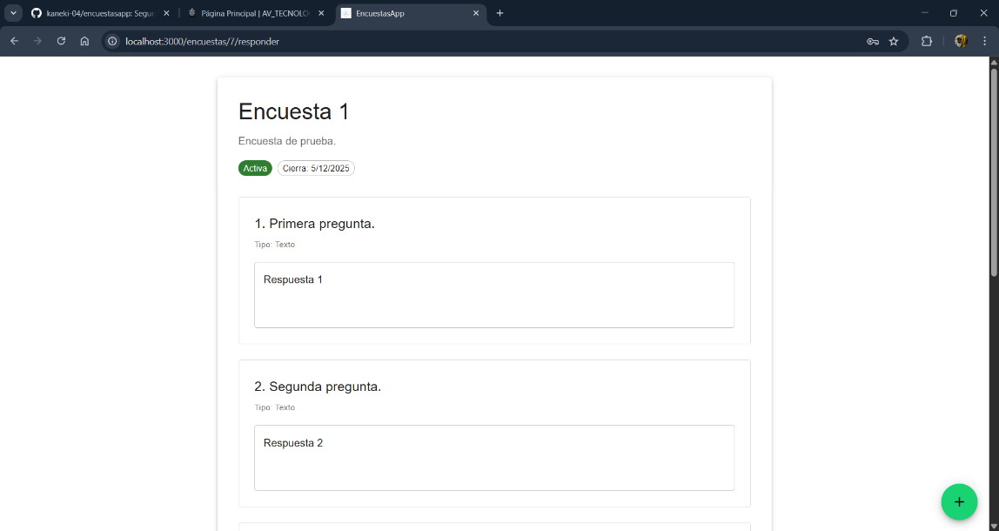 kaneki-04/encuestasapp: Segun
Página Principal | AV_TECNOLO
EncuestasApp
localhost:3000/encuestas///responder
Encuesta 1
Encuesta de prueba.
Activa
Cierra: 5/12/2025
1. Primera pregunta.
Tipo: Texto
Respuesta 1
2. Segunda pregunta.
Tipo: Texto
Respuesta 2
+